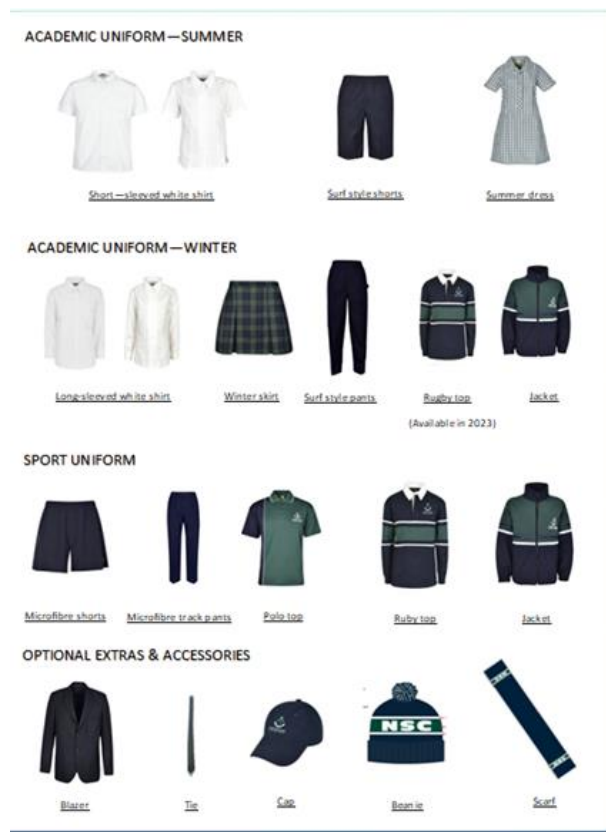 ACADEMIC UNIFORM—SUMMER
Short—sleeved white shirt
Surf style shorts
Summer dress
ACADEMIC UNIFORM—WINTER
Long-sleeved white shirt
Winter skirt
Surf style pants
Rugby top
Jacket
(Available in 2023)
SPORT UNIFORM
Microfibre shorts
Microfibre track pants
Polo top
Ruby top
Jacket
OPTIONAL EXTRAS & ACCESSORIES
NSC
Blazer
Tie
Cap
Beanie
Scarf